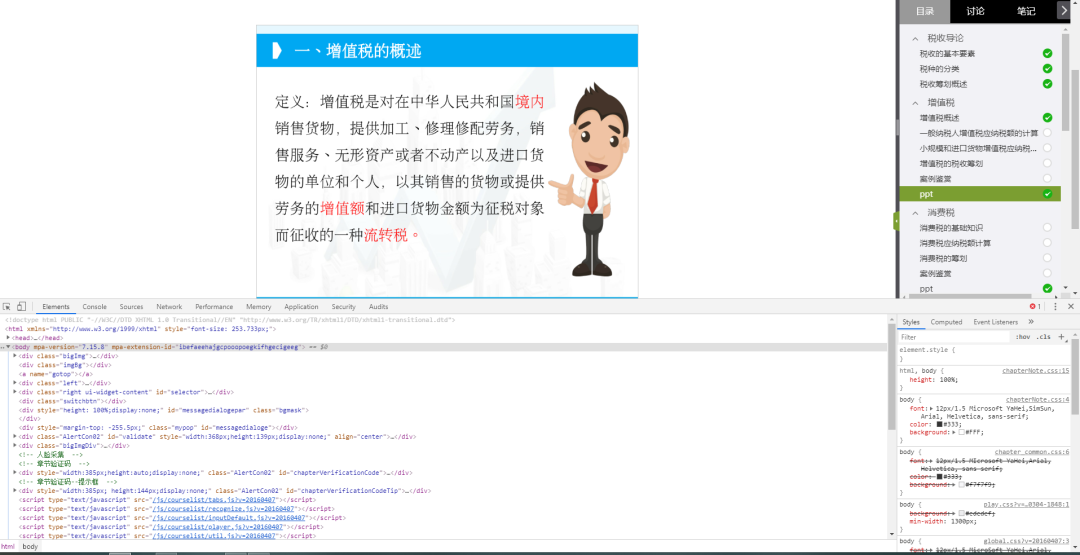 一、增值税的概述
定义：增值税是对在中华人民共和国境内
销售货物，提供加工、修理修配劳务，销
售服务、无形资产或者不动产以及进口货
物的单位和个人，以其销售的货物或提供
劳务的增值额和进口货物金额为征税对象
而征收的一种流转税。
目录 讨论 笔记
税收导论
税收的基本要素
税种的分类
税收筹划概述
增值税
增值税概述
一般纳税人增值税应纳税额的计算
小规模和进口货物增值税应纳税...
增值税的税收筹划
案例鉴赏
ppt
消费税
消费税的基础知识
消费税应纳税额计算
消费税的筹划
案例鉴赏
ppt
Elements Console Sources Network Performance Memory Application Security Audits 1
<!doctype html PUBLIC "-//W3C//DTD XHTML 1.0 Transitional//EN" "http://www.w3.org/TR/xhtml1/DTD/xhtml1-transitional.dtd">
<html xmlns="http://www.w3.org/1999/xhtml" style="font-size: 253.733px;">
<head>…</head>
<body mpa-version="7.15.8" mpa-extension-id="ibefaeehajgcpooopoegkifhgecigeeg"> == $0
<div class="bigImg">…</div>
<div class="imgBg"></div>
<a name="gotop"></a>
<div class="left">…</div>
<div class="right ui-widget-content" id="selector">…</div>
<div class="switchbtn"></div>
<div style="height: 100%;display:none;" id="messagedialogepar" class="bgmask">
</div>
<div style="margin-top: -255.5px;" class="mypop" id="messagedialoge"></div>
<div class="AlertCon02" id="validate" style="width:368px;height:139px;display:none;" align="center">…</div>
<div class="bigImgDiv">…</div>
<!-- 人脸采集 -->
<!-- 章节验证码 -->
<div style="width:385px;height:auto;display:none;" class="AlertCon02" id="chapterVerificationCode">…</div>
<!-- 章节验证码--提示框 -->
<div style="width:385px; height:144px;display:none;" class="AlertCon02" id="chapterVerificationCodeTip">…</div>
<script type="text/javascript" src="/js/courselist/tabs.js?v=20160407"></script>
<script type="text/javascript" src="/js/courselist/recognize.js?v=20160407"></script>
<script type="text/javascript" src="/js/courselist/inputDefault.js?v=20160407"></script>
<script type="text/javascript" src="/js/courselist/player.js?v=20160407"></script>
<script type="text/javascript" src="/js/courselist/util.js?v=20160407"></script>
html body
Styles Computed Event Listeners »
Filter :hov .cls +
element.style {
}
html, body { chapterNote.css:15
height: 100%;
}
body { chapterNote.css:4
font: 12px/1.5 Microsoft YaHei,SimSun,
Arial, Helvetica, sans-serif;
color: #333;
background: #FFF;
}
body { chapter_common.css:6
font: 12px/1.5 Microsoft YaHei,Arial,
Helvetica, sans-serif;
color: #333;
background: #f7f7f9;
}
body { play.css?v=…0304-1848:1
background: #ededef;
min-width: 1300px;
}
body { global.css?v=20160407:3
font: 12px/1.5 Microsoft YaHei,Arial,